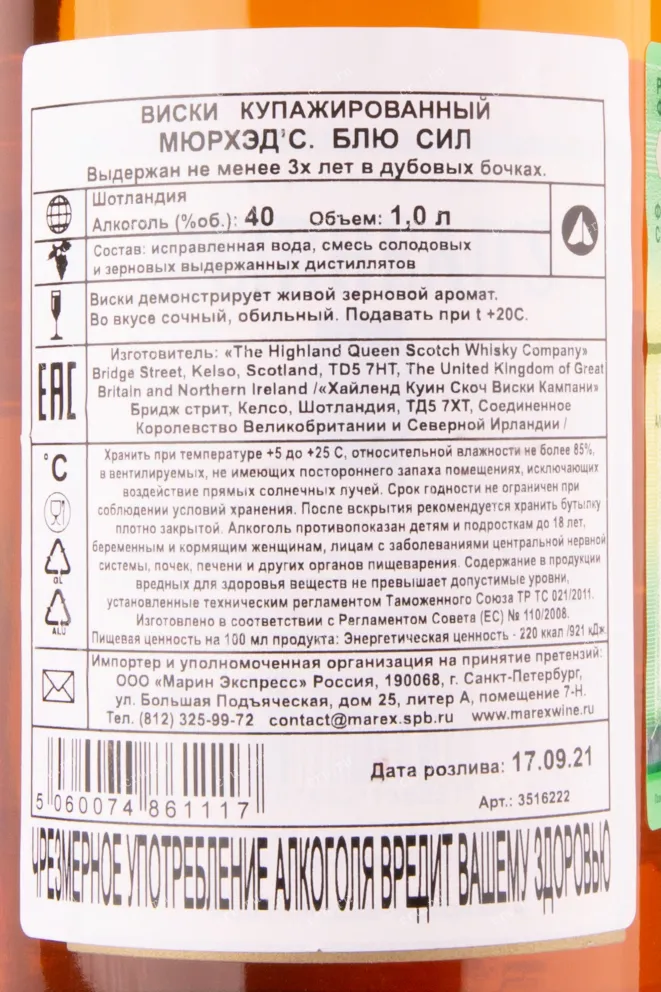 ВИСКИ КУПАЖИРОВАННЫЙ
МЮРХЭД'С. БЛЮ СИЛ
Выдержан не менее 3х лет в дубовых бочках.
Шотландия
Алкоголь (%об.): 40 Объем: 1,0 л
Состав: исправленная вода, смесь солодовых
и зерновых выдержанных дистиллятов
Виски демонстрирует живой зерновой аромат.
Во вкусе сочный, обильный. Подавать при t +20С.
EAC
Изготовитель: «The Highland Queen Scotch Whisky Company»
Bridge Street, Kelso, Scotland, TD5 7HT, The United Kingdom of Great
Britain and Northern Ireland /«Хайленд Куин Скоч Виски Кампани»
Бридж стрит, Келсо, Шотландия, ТД5 7ХТ, Соединенное
Королевство Великобритании и Северной Ирландии /
°C
GL
ALU
Хранить при температуре +5 до +25 С, относительной влажности не более 85%,
в вентилируемых, не имеющих постороннего запаха помещениях, исключающих
воздействие прямых солнечных лучей. Срок годности не ограничен при
соблюдении условий хранения. После вскрытия рекомендуется хранить бутылку
плотно закрытой. Алкоголь противопоказан детям и подросткам до 18 лет,
беременным и кормящим женщинам, лицам с заболеваниями центральной нервной
системы, почек, печени и других органов пищеварения. Содержание в продукции
вредных для здоровья веществ не превышает допустимые уровни,
установленные техническим регламентом Таможенного Союза ТР ТС 021/2011.
Изготовлено в соответствии с Регламентом Совета (ЕС) № 110/2008.
Пищевая ценность на 100 мл продукта: Энергетическая ценность - 220 ккал /921 кДж
Импортер и уполномоченная организация на принятие претензий:
ООО «Марин Экспресс» Россия, 190068, г. Санкт-Петербург,
ул. Большая Подъяческая, дом 25, литер А, помещение 7-Н.
Тел. (812) 325-99-72 contact@marex.spb.ru www.marexwine.ru
5 060074 861117
Дата розлива: 17.09.21
Арт.: 3516222
ЧРЕЗМЕРНОЕ УПОТРЕБЛЕНИЕ АЛКОГОЛЯ ВРЕДИТ ВАШЕМУ ЗДОРОВЬЮ